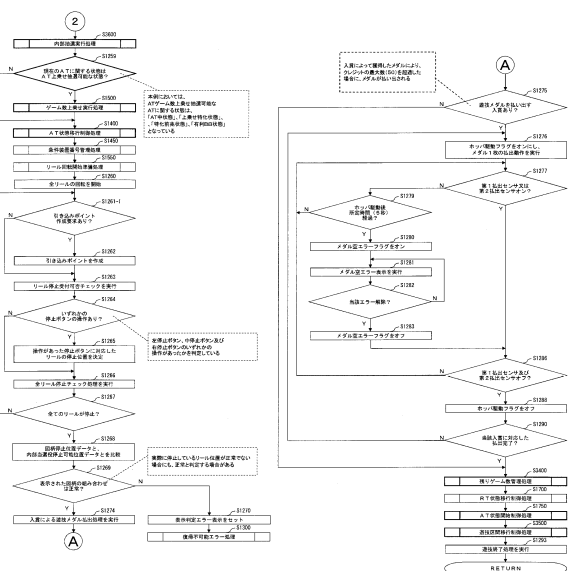 2
S3600
内部抽選実行処理
S1259
現在のATに関する状態は
AT上乗せ抽選可能な状態？
N
Y
本例においては、
ATゲーム数上乗せ抽選可能な
ATに関する状態は、
「AT中状態」、「上乗せ特化状態」、
「特化前兆状態」、「有利BB状態」
となっている
S1500
ゲーム数上乗せ実行処理
S1400
AT状態移行制御処理
S1450
条件装置番号管理処理
S1550
リール回転開始準備処理
S1260
全リールの回転を開始
S1261-1
引き込みポイント
作成要求あり？
N
Y
S1262
引き込みポイントを作成
S1263
リール停止受付可否チェックを実行
S1264
いずれかの
停止ボタンの操作あり？
N
Y
左停止ボタン、中停止ボタン及び
右停止ボタンのいずれかの
操作があったかを判定している
S1265
操作があった停止ボタンに対応した
リールの停止位置を決定
S1266
全リール停止チェック処理を実行
S1267
全てのリールが停止？
N
Y
S1268
図柄停止位置データと、
内部当選役停止可能位置データとを比較
S1269
表示された図柄の組み合わせ
は正常？
N
Y
実際に停止しているリール位置が正常でない
場合にも、正常と判定する場合がある
S1274
入賞による遊技メダル払出処理を実行
A
S1270
表示判定エラー表示をセット
S1300
復帰不可能エラー処理
入賞によって獲得したメダルにより、
クレジットの最大数（50）を超過した
場合に、メダルが払い出される
A
S1275
遊技メダルを払い出す
入賞あり？
N
Y
S1276
ホッパ駆動フラグをオンにし、
メダル1枚の払出動作を実行
S1277
第1払出センサ又は
第2払出センサオン？
N
Y
S1279
ホッパ駆動後
所定時間（5秒）
経過？
N
Y
S1280
メダル空エラーフラグをオン
S1281
メダル空エラー表示を実行
S1282
当該エラー解除？
N
Y
S1283
メダル空エラーフラグをオフ
S1286
第1払出センサ及び
第2払出センサオフ？
N
Y
S1288
ホッパ駆動フラグをオフ
S1290
当該入賞に対応した
払出完了？
N
Y
S3400
残りゲーム数管理処理
S1700
RT状態移行制御処理
S1750
AT状態開始制御処理
S3500
遊技区間移行制御処理
S1293
遊技終了処理を実行
RETURN